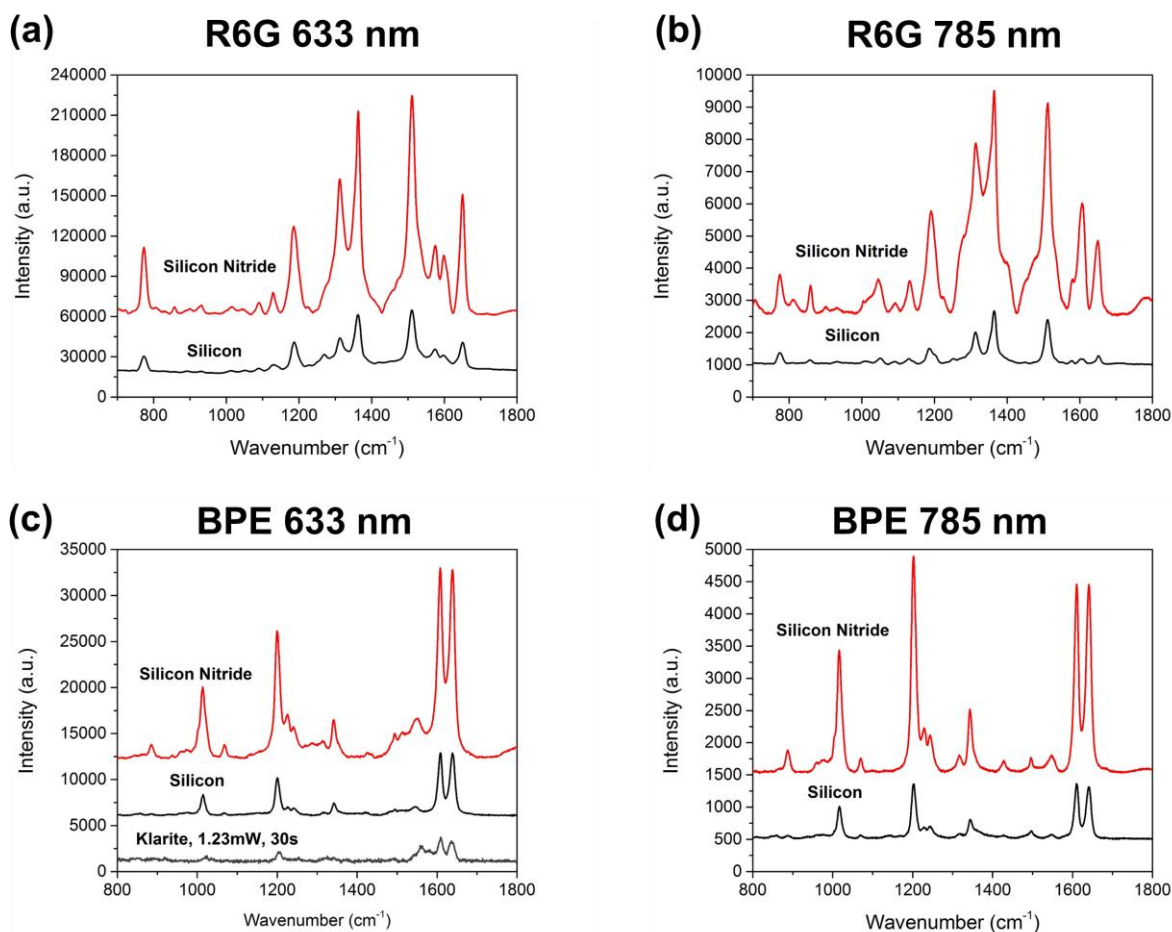 (a) R6G 633 nm
240000
210000
180000
150000
120000
90000
60000
30000
0
Intensity (a.u.)
Silicon Nitride
Silicon
800 1000 1200 1400 1600 1800
Wavenumber (cm⁻¹)
(b) R6G 785 nm
10000
9000
8000
7000
6000
5000
4000
3000
2000
1000
0
Intensity (a.u.)
Silicon Nitride
Silicon
800 1000 1200 1400 1600 1800
Wavenumber (cm⁻¹)
(c) BPE 633 nm
35000
30000
25000
20000
15000
10000
5000
0
Intensity (a.u.)
Silicon Nitride
Silicon
Klarite, 1.23mW, 30s
800 1000 1200 1400 1600 1800
Wavenumber (cm⁻¹)
(d) BPE 785 nm
5000
4500
4000
3500
3000
2500
2000
1500
1000
500
0
Intensity (a.u.)
Silicon Nitride
Silicon
800 1000 1200 1400 1600 1800
Wavenumber (cm⁻¹)